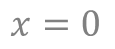 x = 0